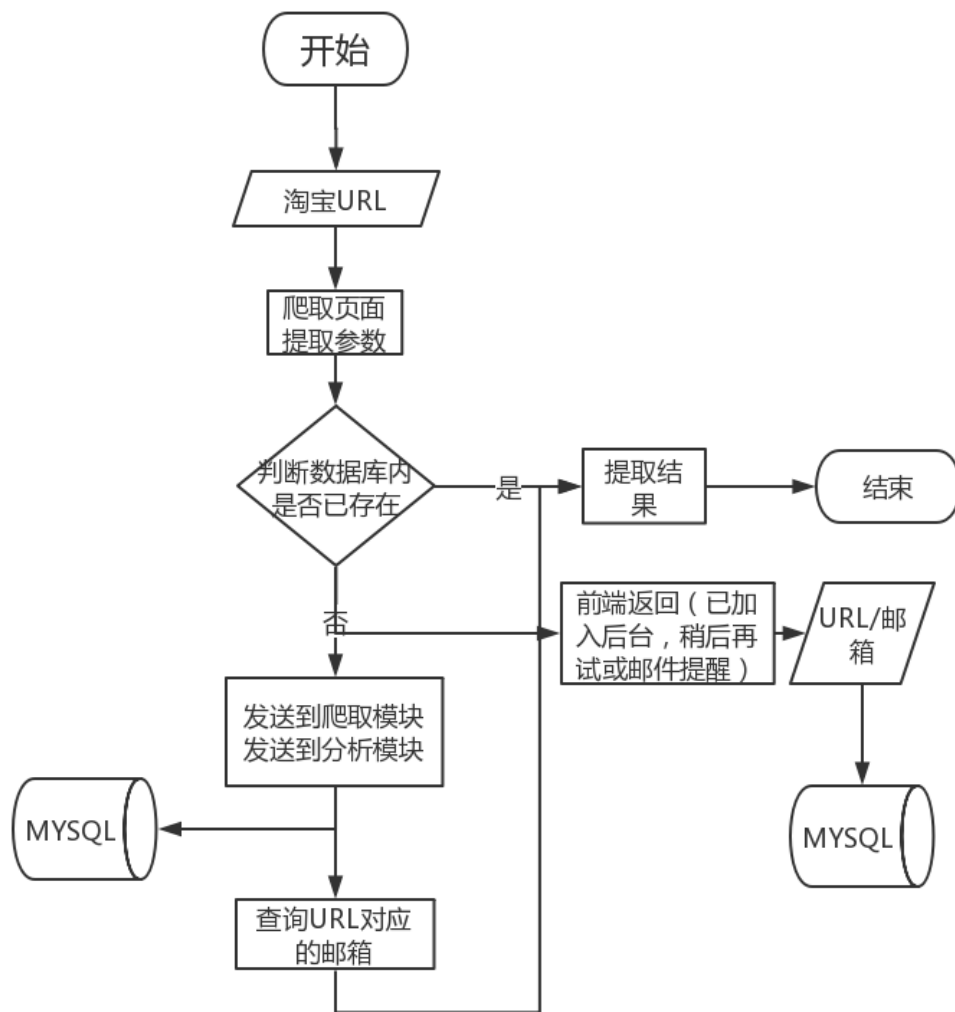 开始
淘宝URL
爬取页面
提取参数
判断数据库内
是否已存在
是
提取结
果
结束
否
前端返回（已加
入后台，稍后再
试或邮件提醒）
URL/邮
箱
发送到爬取模块
发送到分析模块
MYSQL
MYSQL
查询URL对应
的邮箱